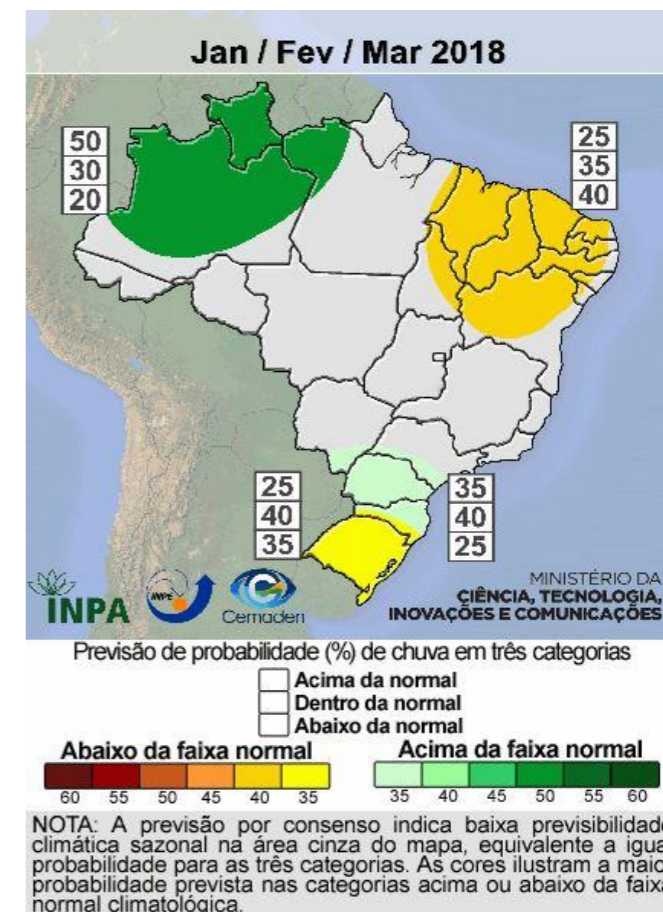 Jan / Fev / Mar 2018
50
30
20
25
35
40
25
40
35
35
40
25
INPA
INPE
Cemaden
MINISTÉRIO DA
CIÊNCIA, TECNOLOGIA,
INOVAÇÕES E COMUNICAÇÕES
Previsão de probabilidade (%) de chuva em três categorias
Acima da normal
Dentro da normal
Abaixo da normal
Abaixo da faixa normal
60 55 50 45 40 35
Acima da faixa normal
35 40 45 50 55 60
NOTA: A previsão por consenso indica baixa previsibilidade
climática sazonal na área cinza do mapa, equivalente a igua
probabilidade para as três categorias. As cores ilustram a maio
probabilidade prevista nas categorias acima ou abaixo da faixa
normal climatológica.